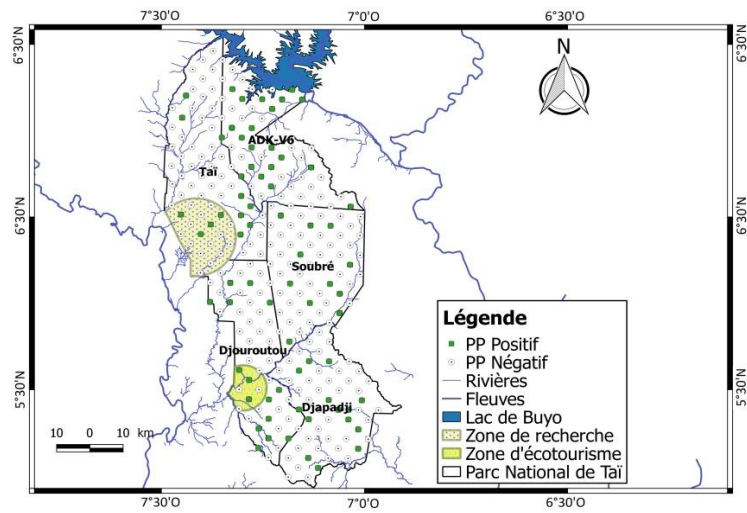 7°30'O 7°0'O 6°30'O
6°30'O
6°30'O
N
ADK-V6
Taï
6°30'O
6°30'O
Soubré
Légende
PP Positif
PP Négatif
Rivières
Fleuves
Lac de Buyo
Zone de recherche
Zone d'écotourisme
Parc National de Taï
Djouroutou
5°30'O
5°30'O
Djapadji
10 0 10 km
7°30'O 7°0'O 6°30'O